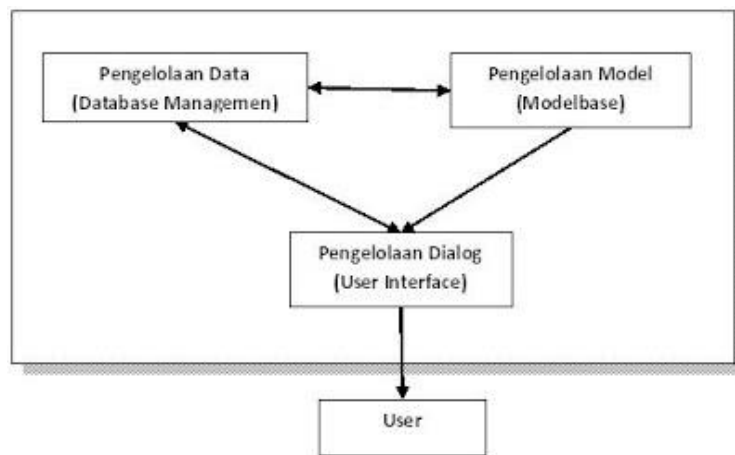 Pengelolaan Data
(Database Managemen)
Pengelolaan Model
(Modelbase)
Pengelolaan Dialog
(User Interface)
User